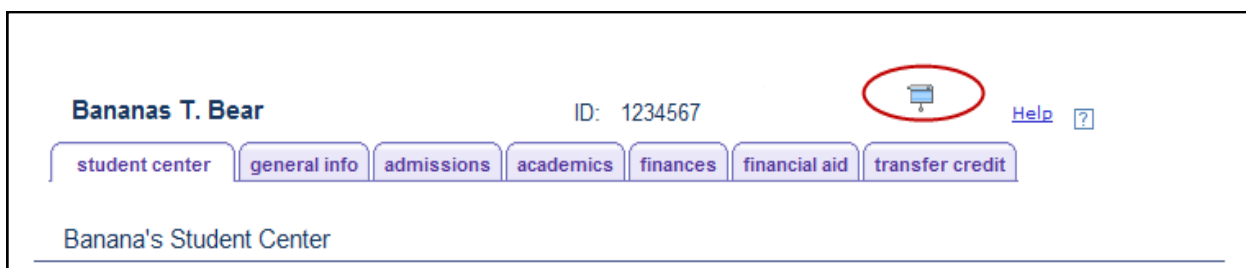 Bananas T. Bear ID: 1234567 Help ?
student center general info admissions academics finances financial aid transfer credit
Banana's Student Center